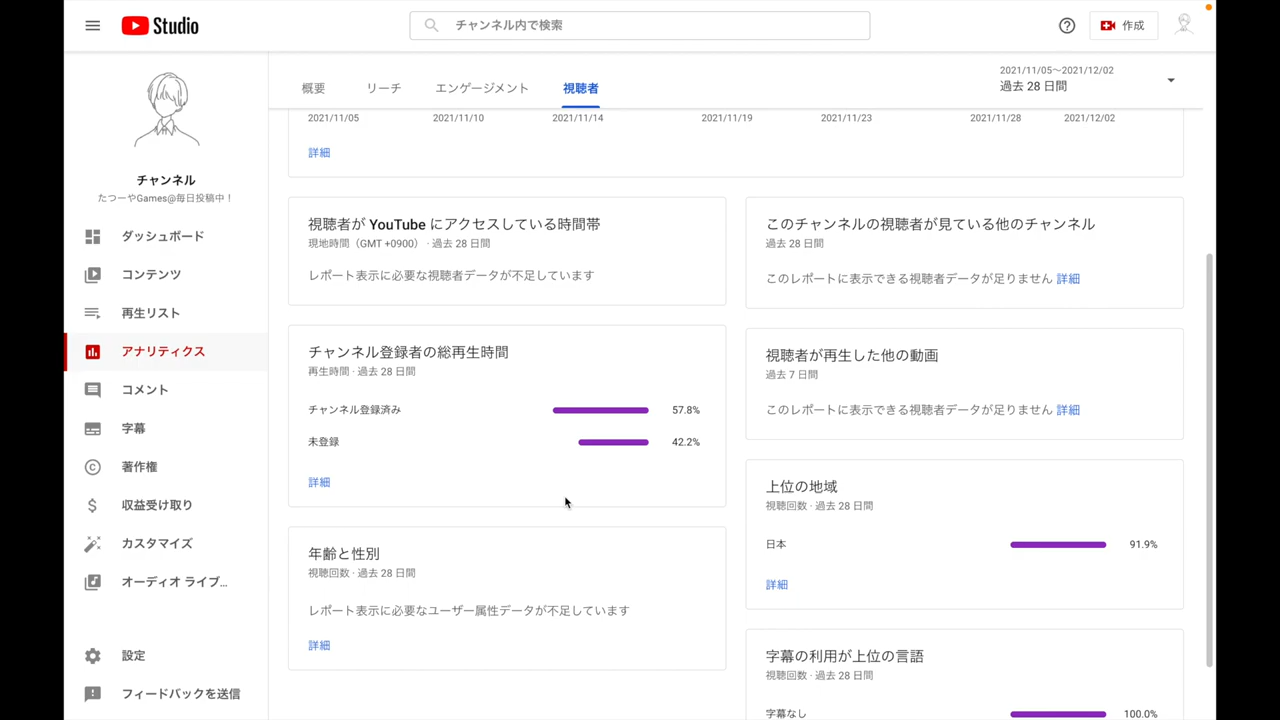 Studio
チャンネル内で検索
作成
チャンネル
たつーやGames@毎日投稿中！
ダッシュボード
コンテンツ
再生リスト
アナリティクス
コメント
字幕
著作権
収益受け取り
カスタマイズ
オーディオ ライブ...
設定
フィードバックを送信
概要
リーチ
エンゲージメント
視聴者
2021/11/05～2021/12/02
過去 28 日間
2021/11/05
2021/11/10
2021/11/14
2021/11/19
2021/11/23
2021/11/28
2021/12/02
詳細
視聴者が YouTube にアクセスしている時間帯
現地時間（GMT +0900） · 過去 28 日間
レポート表示に必要な視聴者データが不足しています
チャンネル登録者の総再生時間
再生時間 · 過去 28 日間
チャンネル登録済み 57.8%
未登録 42.2%
詳細
年齢と性別
視聴回数 · 過去 28 日間
レポート表示に必要なユーザー属性データが不足しています
詳細
このチャンネルの視聴者が見ている他のチャンネル
過去 28 日間
このレポートに表示できる視聴者データが足りません 詳細
視聴者が再生した他の動画
過去 7 日間
このレポートに表示できる視聴者データが足りません 詳細
上位の地域
視聴回数 · 過去 28 日間
日本 91.9%
詳細
字幕の利用が上位の言語
視聴回数 · 過去 28 日間
字幕なし 100.0%